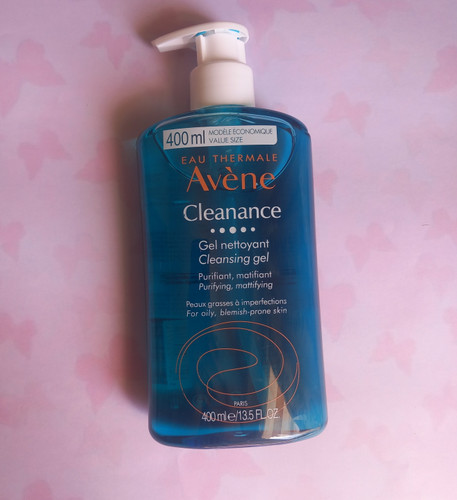 400 ml MODÈLE ÉCONOMIQUE
VALUE SIZE
EAU THERMALE
Avène
Cleanance
Gel nettoyant
Cleansing gel
Purifiant, matifiant
Purifying, mattifying
Peaux grasses à imperfections
For oily, blemish-prone skin
PARIS
400 ml e/13.5 FL.OZ.